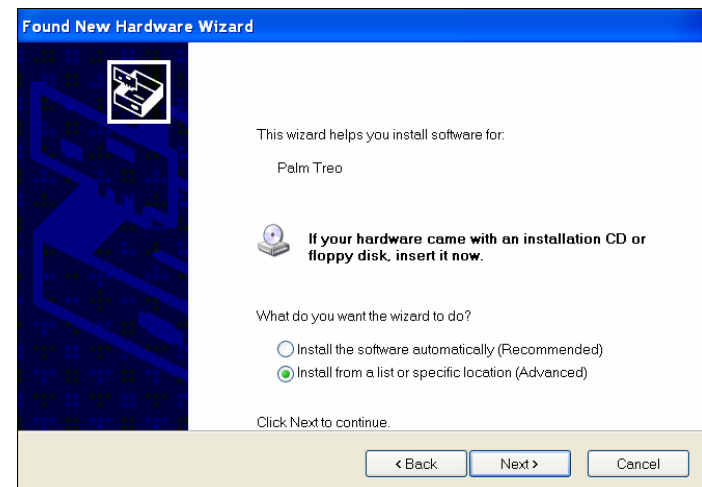 Found New Hardware Wizard
This wizard helps you install software for:
Palm Treo
If your hardware came with an installation CD or
floppy disk, insert it now.
What do you want the wizard to do?
Install the software automatically (Recommended)
Install from a list or specific location (Advanced)
Click Next to continue.
< Back Next > Cancel